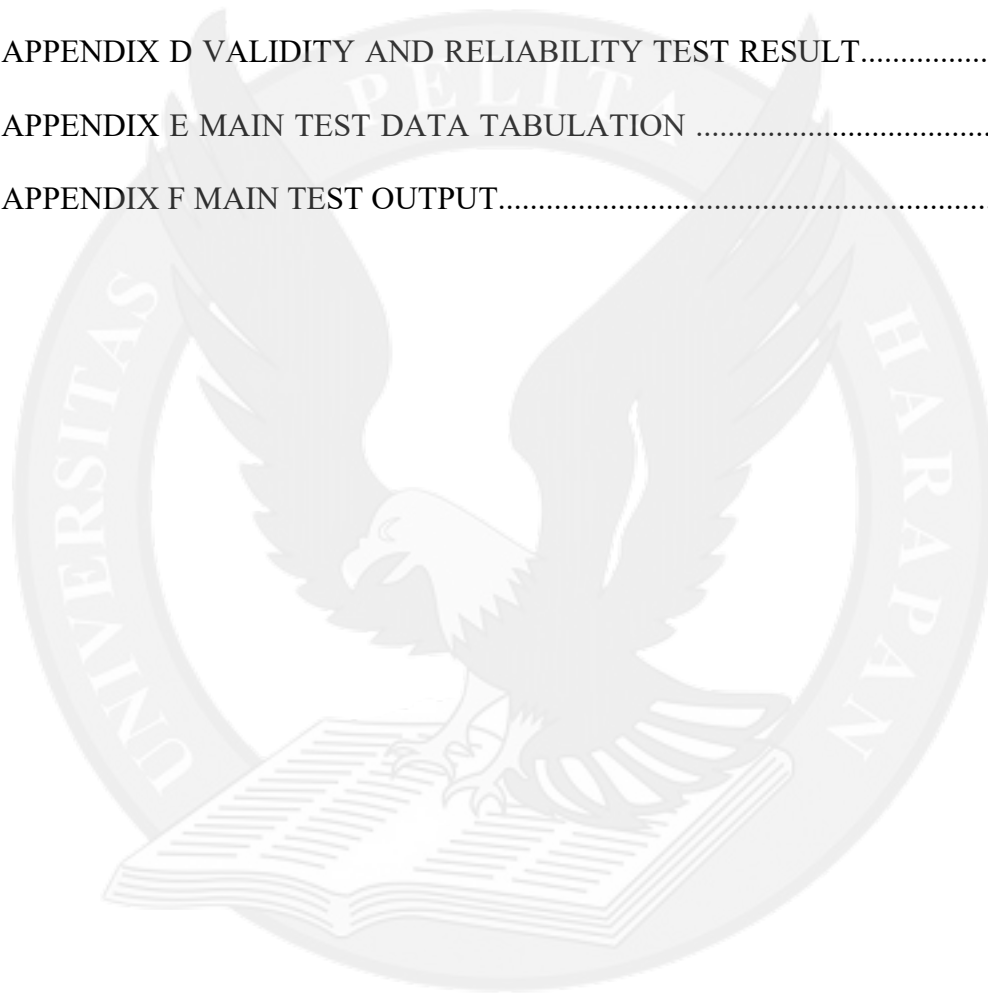 APPENDIX D VALIDITY AND RELIABILITY TEST RESULT................
APPENDIX E MAIN TEST DATA TABULATION .....................................
APPENDIX F MAIN TEST OUTPUT.............................................................
UNIVERSITAS PELITA HARAPAN